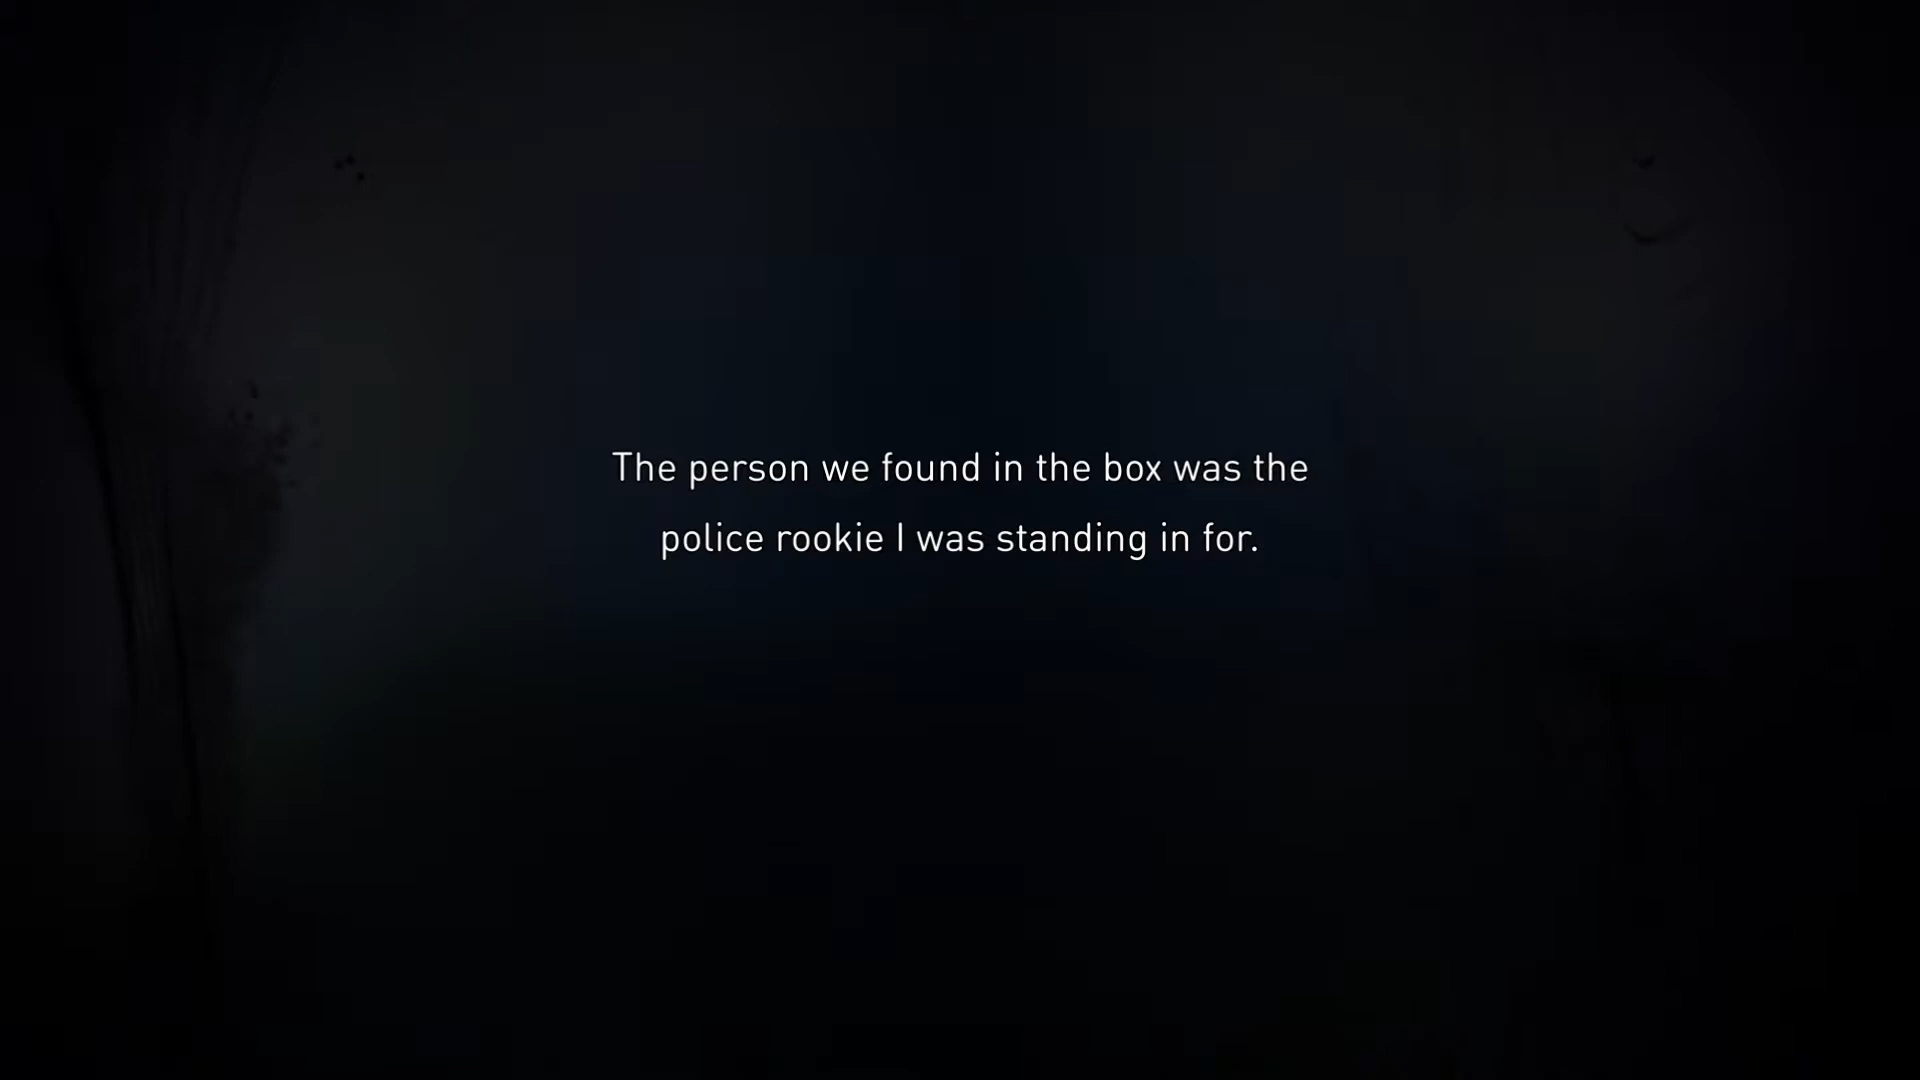 The person we found in the box was the
police rookie I was standing in for.